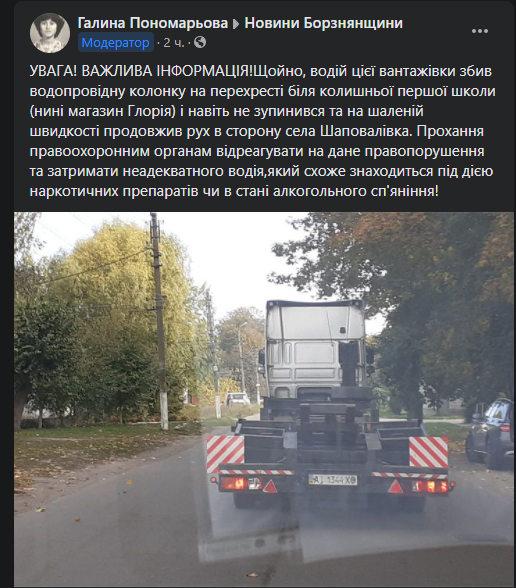 Галина Пономарьова ▸ Новини Борзнянщини
Модератор · 2 ч. ·
УВАГА! ВАЖЛИВА ІНФОРМАЦІЯ!Щойно, водій цієї вантажівки збив
водопровідну колонку на перехресті біля колишньої першої школи
(нині магазин Глорія) і навіть не зупинився та на шаленій
швидкості продовжив рух в сторону села Шаповалівка. Прохання
правоохоронним органам відреагувати на дане правопорушення
та затримати неадекватного водія,який схоже знаходиться під дією
наркотичних препаратів чи в стані алкогольного сп'яніння!
AI 1344 XB